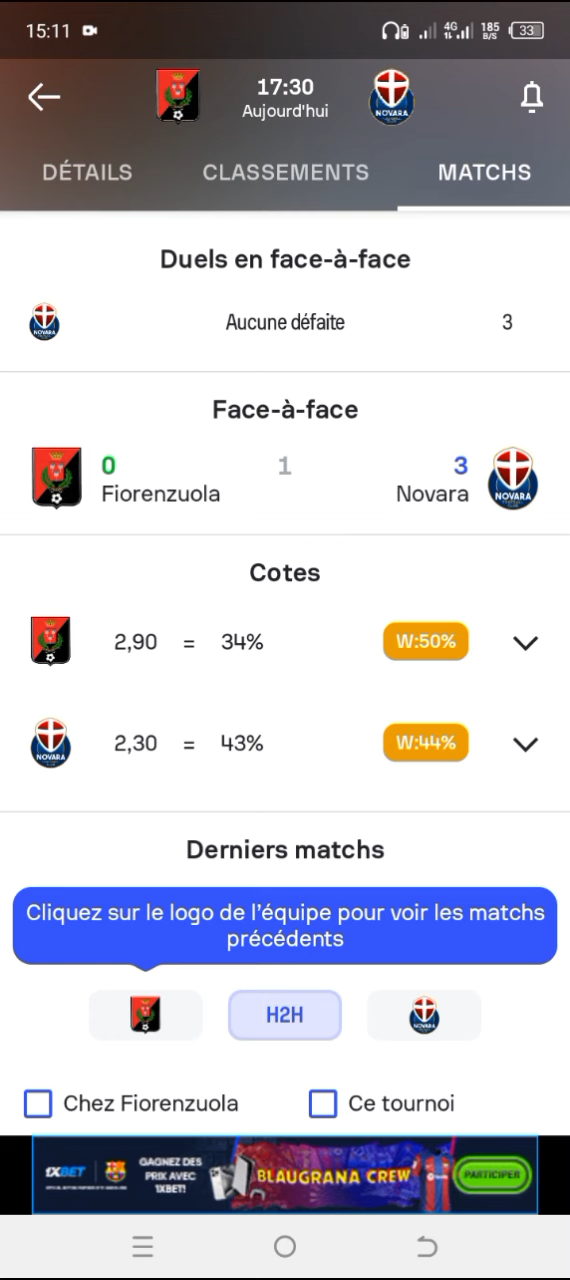 15:11
4G
185
B/S
33
17:30
Aujourd'hui
NOVARA
DÉTAILS
CLASSEMENTS
MATCHS
Duels en face-à-face
NOVARA
Aucune défaite
3
Face-à-face
0
1
3
Fiorenzuola
Novara
NOVARA
Cotes
2,90 = 34%
W:50%
NOVARA
2,30 = 43%
W:44%
Derniers matchs
Cliquez sur le logo de l'équipe pour voir les matchs
précédents
H2H
NOVARA
Chez Fiorenzuola
Ce tournoi
1XBET
GAGNEZ DES
PRIX AVEC
1XBET!
BLAUGRANA CREW
PARTICIPER